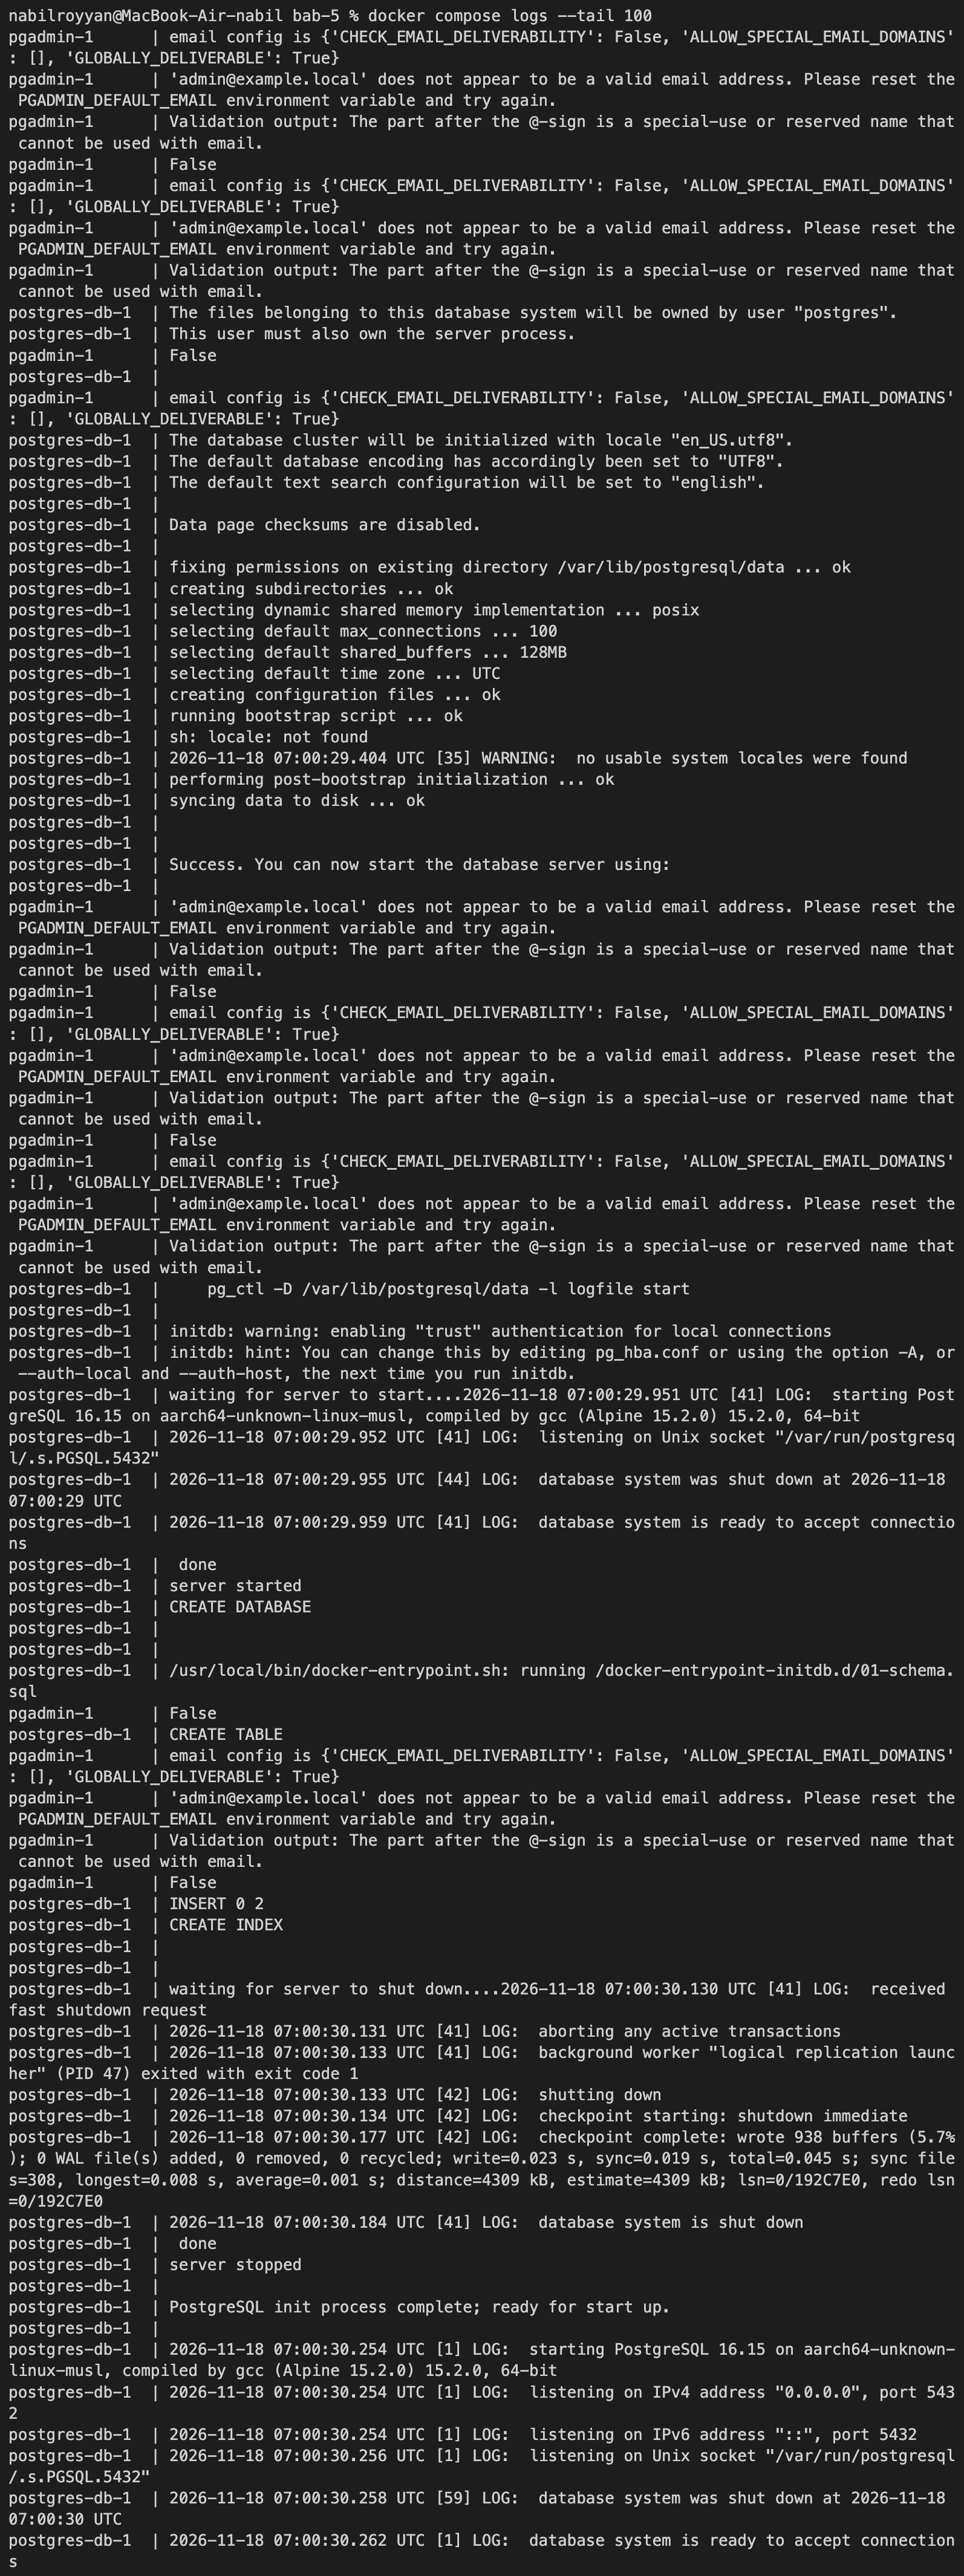 nabilroyyan@MacBook-Air-nabil bab-5 % docker compose logs --tail 100
pgadmin-1      | email config is {'CHECK_EMAIL_DELIVERABILITY': False, 'ALLOW_SPECIAL_EMAIL_DOMAINS'
: [], 'GLOBALLY_DELIVERABLE': True}
pgadmin-1      | 'admin@example.local' does not appear to be a valid email address. Please reset the
 PGADMIN_DEFAULT_EMAIL environment variable and try again.
pgadmin-1      | Validation output: The part after the @-sign is a special-use or reserved name that
 cannot be used with email.
pgadmin-1      | False
pgadmin-1      | email config is {'CHECK_EMAIL_DELIVERABILITY': False, 'ALLOW_SPECIAL_EMAIL_DOMAINS'
: [], 'GLOBALLY_DELIVERABLE': True}
pgadmin-1      | 'admin@example.local' does not appear to be a valid email address. Please reset the
 PGADMIN_DEFAULT_EMAIL environment variable and try again.
pgadmin-1      | Validation output: The part after the @-sign is a special-use or reserved name that
 cannot be used with email.
postgres-db-1  | The files belonging to this database system will be owned by user "postgres".
postgres-db-1  | This user must also own the server process.
pgadmin-1      | False
postgres-db-1  |
pgadmin-1      | email config is {'CHECK_EMAIL_DELIVERABILITY': False, 'ALLOW_SPECIAL_EMAIL_DOMAINS'
: [], 'GLOBALLY_DELIVERABLE': True}
postgres-db-1  | The database cluster will be initialized with locale "en_US.utf8".
postgres-db-1  | The default database encoding has accordingly been set to "UTF8".
postgres-db-1  | The default text search configuration will be set to "english".
postgres-db-1  |
postgres-db-1  | Data page checksums are disabled.
postgres-db-1  |
postgres-db-1  | fixing permissions on existing directory /var/lib/postgresql/data ... ok
postgres-db-1  | creating subdirectories ... ok
postgres-db-1  | selecting dynamic shared memory implementation ... posix
postgres-db-1  | selecting default max_connections ... 100
postgres-db-1  | selecting default shared_buffers ... 128MB
postgres-db-1  | selecting default time zone ... UTC
postgres-db-1  | creating configuration files ... ok
postgres-db-1  | running bootstrap script ... ok
postgres-db-1  | sh: locale: not found
postgres-db-1  | 2026-11-18 07:00:29.404 UTC [35] WARNING:  no usable system locales were found
postgres-db-1  | performing post-bootstrap initialization ... ok
postgres-db-1  | syncing data to disk ... ok
postgres-db-1  |
postgres-db-1  |
postgres-db-1  | Success. You can now start the database server using:
postgres-db-1  |
pgadmin-1      | 'admin@example.local' does not appear to be a valid email address. Please reset the
 PGADMIN_DEFAULT_EMAIL environment variable and try again.
pgadmin-1      | Validation output: The part after the @-sign is a special-use or reserved name that
 cannot be used with email.
pgadmin-1      | False
pgadmin-1      | email config is {'CHECK_EMAIL_DELIVERABILITY': False, 'ALLOW_SPECIAL_EMAIL_DOMAINS'
: [], 'GLOBALLY_DELIVERABLE': True}
pgadmin-1      | 'admin@example.local' does not appear to be a valid email address. Please reset the
 PGADMIN_DEFAULT_EMAIL environment variable and try again.
pgadmin-1      | Validation output: The part after the @-sign is a special-use or reserved name that
 cannot be used with email.
pgadmin-1      | False
pgadmin-1      | email config is {'CHECK_EMAIL_DELIVERABILITY': False, 'ALLOW_SPECIAL_EMAIL_DOMAINS'
: [], 'GLOBALLY_DELIVERABLE': True}
pgadmin-1      | 'admin@example.local' does not appear to be a valid email address. Please reset the
 PGADMIN_DEFAULT_EMAIL environment variable and try again.
pgadmin-1      | Validation output: The part after the @-sign is a special-use or reserved name that
 cannot be used with email.
postgres-db-1  |     pg_ctl -D /var/lib/postgresql/data -l logfile start
postgres-db-1  |
postgres-db-1  | initdb: warning: enabling "trust" authentication for local connections
postgres-db-1  | initdb: hint: You can change this by editing pg_hba.conf or using the option -A, or
 --auth-local and --auth-host, the next time you run initdb.
postgres-db-1  | waiting for server to start....2026-11-18 07:00:29.951 UTC [41] LOG:  starting Post
greSQL 16.15 on aarch64-unknown-linux-musl, compiled by gcc (Alpine 15.2.0) 15.2.0, 64-bit
postgres-db-1  | 2026-11-18 07:00:29.952 UTC [41] LOG:  listening on Unix socket "/var/run/postgresq
l/.s.PGSQL.5432"
postgres-db-1  | 2026-11-18 07:00:29.955 UTC [44] LOG:  database system was shut down at 2026-11-18
07:00:29 UTC
postgres-db-1  | 2026-11-18 07:00:29.959 UTC [41] LOG:  database system is ready to accept connectio
ns
postgres-db-1  |  done
postgres-db-1  | server started
postgres-db-1  | CREATE DATABASE
postgres-db-1  |
postgres-db-1  |
postgres-db-1  | /usr/local/bin/docker-entrypoint.sh: running /docker-entrypoint-initdb.d/01-schema.
sql
pgadmin-1      | False
postgres-db-1  | CREATE TABLE
pgadmin-1      | email config is {'CHECK_EMAIL_DELIVERABILITY': False, 'ALLOW_SPECIAL_EMAIL_DOMAINS'
: [], 'GLOBALLY_DELIVERABLE': True}
pgadmin-1      | 'admin@example.local' does not appear to be a valid email address. Please reset the
 PGADMIN_DEFAULT_EMAIL environment variable and try again.
pgadmin-1      | Validation output: The part after the @-sign is a special-use or reserved name that
 cannot be used with email.
pgadmin-1      | False
postgres-db-1  | INSERT 0 2
postgres-db-1  | CREATE INDEX
postgres-db-1  |
postgres-db-1  |
postgres-db-1  | waiting for server to shut down....2026-11-18 07:00:30.130 UTC [41] LOG:  received
fast shutdown request
postgres-db-1  | 2026-11-18 07:00:30.131 UTC [41] LOG:  aborting any active transactions
postgres-db-1  | 2026-11-18 07:00:30.133 UTC [41] LOG:  background worker "logical replication launc
her" (PID 47) exited with exit code 1
postgres-db-1  | 2026-11-18 07:00:30.133 UTC [42] LOG:  shutting down
postgres-db-1  | 2026-11-18 07:00:30.134 UTC [42] LOG:  checkpoint starting: shutdown immediate
postgres-db-1  | 2026-11-18 07:00:30.177 UTC [42] LOG:  checkpoint complete: wrote 938 buffers (5.7%
); 0 WAL file(s) added, 0 removed, 0 recycled; write=0.023 s, sync=0.019 s, total=0.045 s; sync file
s=308, longest=0.008 s, average=0.001 s; distance=4309 kB, estimate=4309 kB; lsn=0/192C7E0, redo lsn
=0/192C7E0
postgres-db-1  | 2026-11-18 07:00:30.184 UTC [41] LOG:  database system is shut down
postgres-db-1  |  done
postgres-db-1  | server stopped
postgres-db-1  |
postgres-db-1  | PostgreSQL init process complete; ready for start up.
postgres-db-1  |
postgres-db-1  | 2026-11-18 07:00:30.254 UTC [1] LOG:  starting PostgreSQL 16.15 on aarch64-unknown-
linux-musl, compiled by gcc (Alpine 15.2.0) 15.2.0, 64-bit
postgres-db-1  | 2026-11-18 07:00:30.254 UTC [1] LOG:  listening on IPv4 address "0.0.0.0", port 543
2
postgres-db-1  | 2026-11-18 07:00:30.254 UTC [1] LOG:  listening on IPv6 address "::", port 5432
postgres-db-1  | 2026-11-18 07:00:30.256 UTC [1] LOG:  listening on Unix socket "/var/run/postgresql
/.s.PGSQL.5432"
postgres-db-1  | 2026-11-18 07:00:30.258 UTC [59] LOG:  database system was shut down at 2026-11-18
07:00:30 UTC
postgres-db-1  | 2026-11-18 07:00:30.262 UTC [1] LOG:  database system is ready to accept connection
s